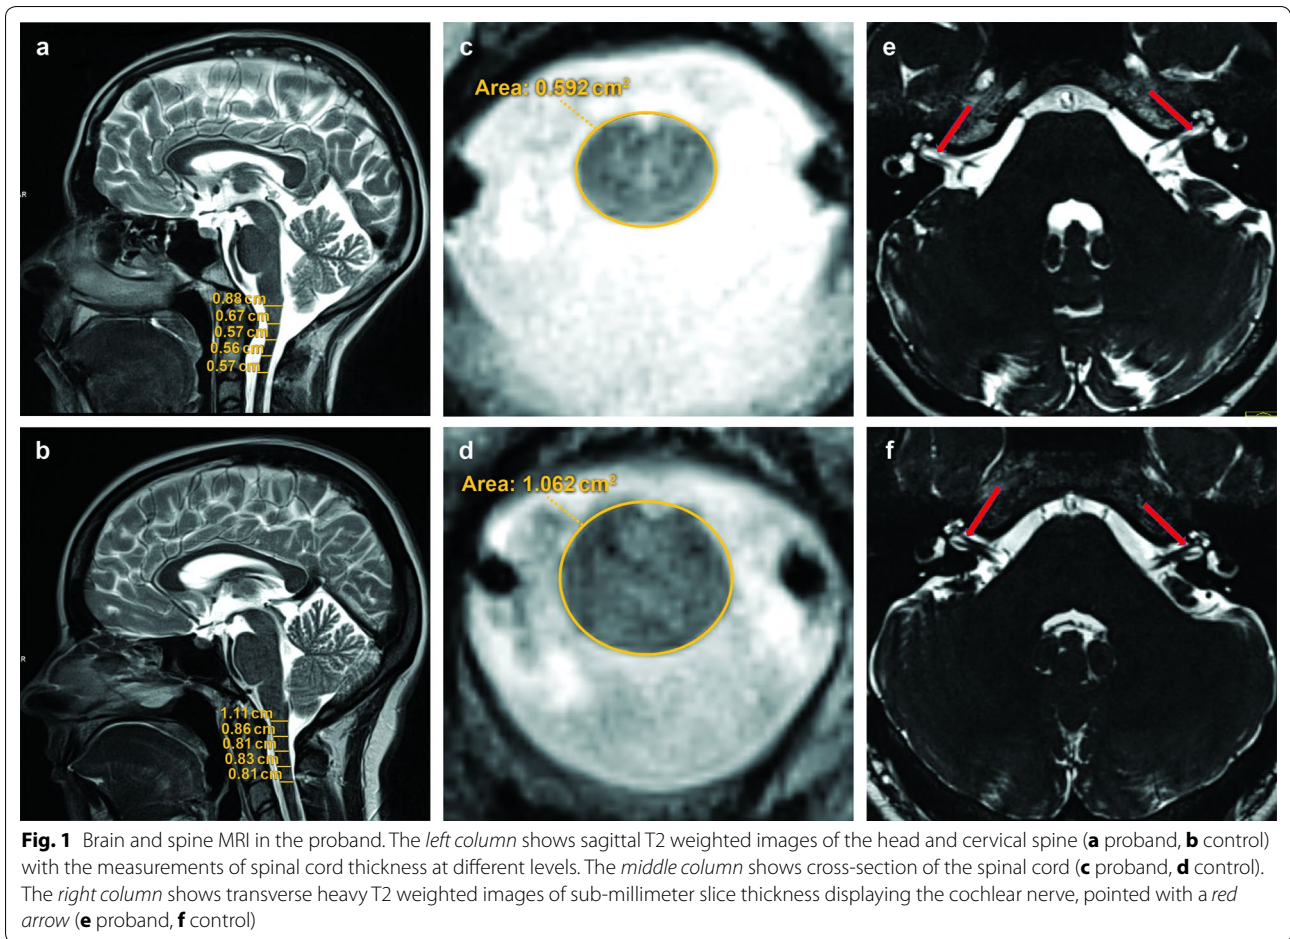 a
AR
0.88 cm
0.67 cm
0.57 cm
0.56 cm
0.57 cm
c
Area: 0.592 cm²
e
b
R
1.11 cm
0.86 cm
0.81 cm
0.83 cm
0.81 cm
d
Area: 1.062 cm²
f
Fig. 1 Brain and spine MRI in the proband. The left column shows sagittal T2 weighted images of the head and cervical spine (a proband, b control)
with the measurements of spinal cord thickness at different levels. The middle column shows cross-section of the spinal cord (c proband, d control).
The right column shows transverse heavy T2 weighted images of sub-millimeter slice thickness displaying the cochlear nerve, pointed with a red
arrow (e proband, f control)